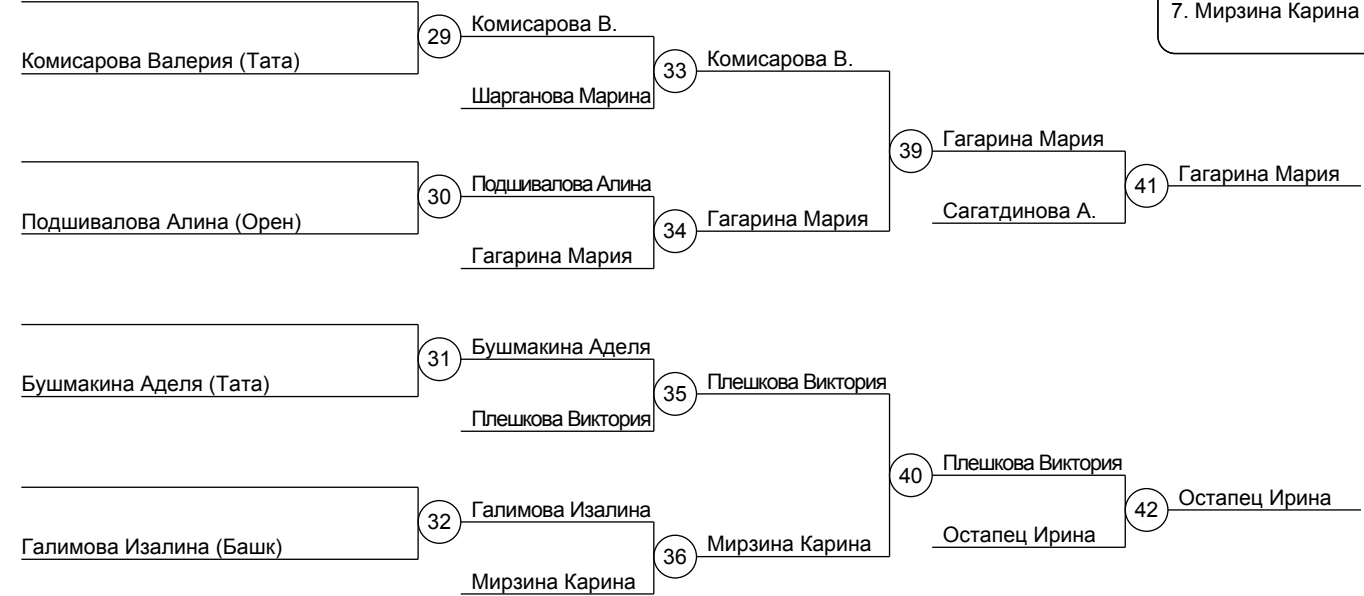 7. Мирзина Карина
29
Комисарова В.
Комисарова Валерия (Тата)
33
Комисарова В.
Шарганова Марина
39
Гагарина Мария
30
Подшивалова Алина
41
Гагарина Мария
Подшивалова Алина (Орен)
34
Гагарина Мария
Сагатдинова А.
Гагарина Мария
31
Бушмакина Аделя
Бушмакина Аделя (Тата)
35
Плешкова Виктория
Плешкова Виктория
40
Плешкова Виктория
32
Галимова Изалина
42
Остапец Ирина
Галимова Изалина (Башк)
36
Мирзина Карина
Остапец Ирина
Мирзина Карина